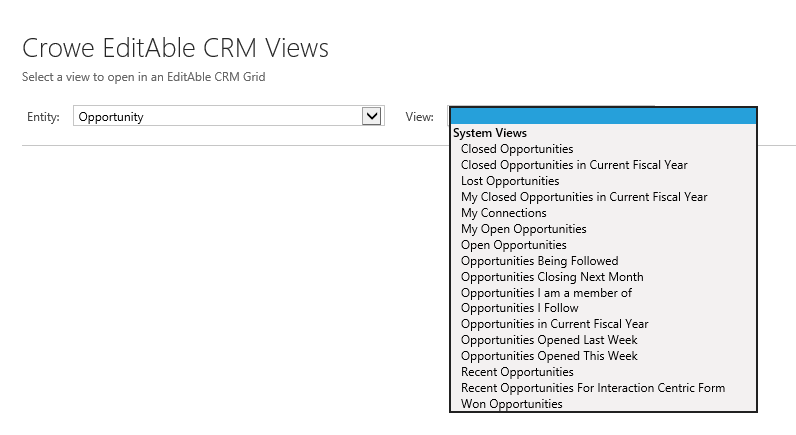 Crowe EditAble CRM Views
Select a view to open in an EditAble CRM Grid
Entity: Opportunity View:
System Views
Closed Opportunities
Closed Opportunities in Current Fiscal Year
Lost Opportunities
My Closed Opportunities in Current Fiscal Year
My Connections
My Open Opportunities
Open Opportunities
Opportunities Being Followed
Opportunities Closing Next Month
Opportunities I am a member of
Opportunities I Follow
Opportunities in Current Fiscal Year
Opportunities Opened Last Week
Opportunities Opened This Week
Recent Opportunities
Recent Opportunities For Interaction Centric Form
Won Opportunities